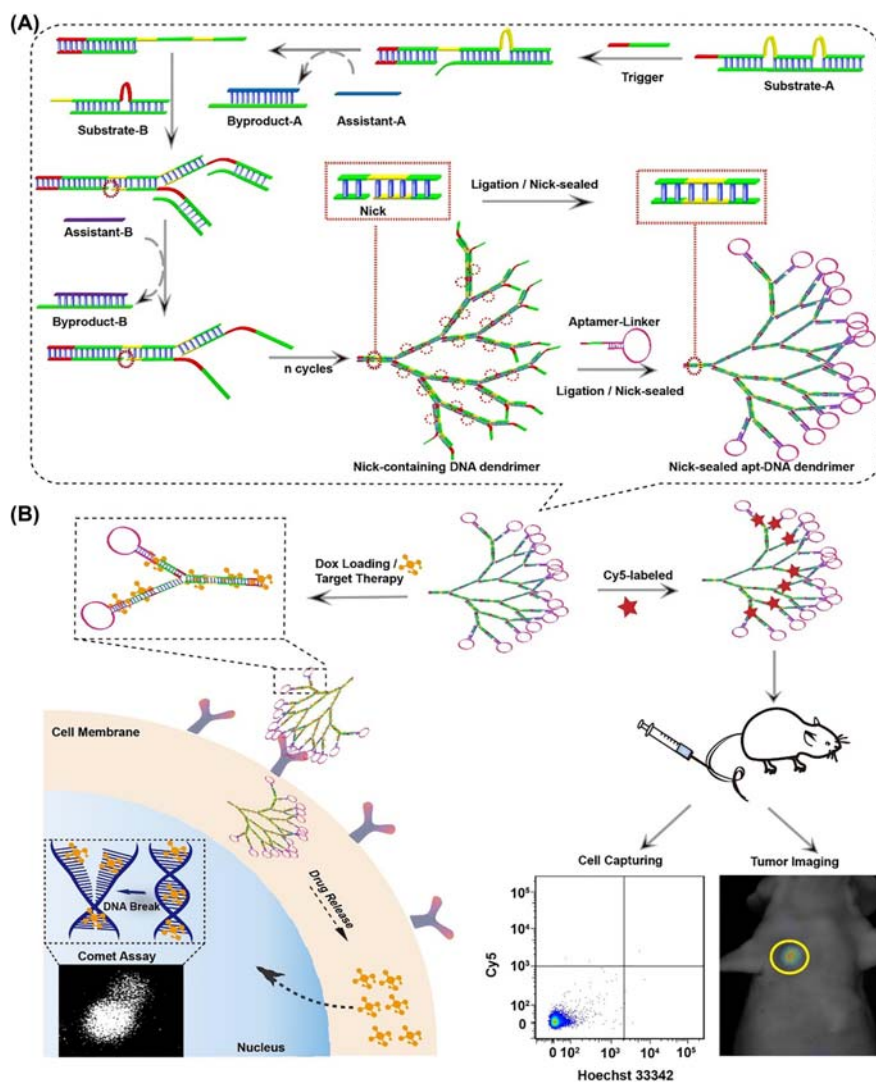 (A)
Trigger
Substrate-A
Substrate-B
Byproduct-A
Assistant-A
Assistant-B
Byproduct-B
Nick
Ligation / Nick-sealed
n cycles
Aptamer-Linker
Ligation / Nick-sealed
Nick-containing DNA dendrimer
Nick-sealed apt-DNA dendrimer
(B)
Dox Loading /
Target Therapy
Cy5-labeled
Cell Membrane
DNA Break
Drug Release
Comet Assay
Nucleus
Cell Capturing
Tumor Imaging
Cy5
10⁵
10⁴
10³
10²
0
0 10² 10³ 10⁴ 10⁵
Hoechst 33342